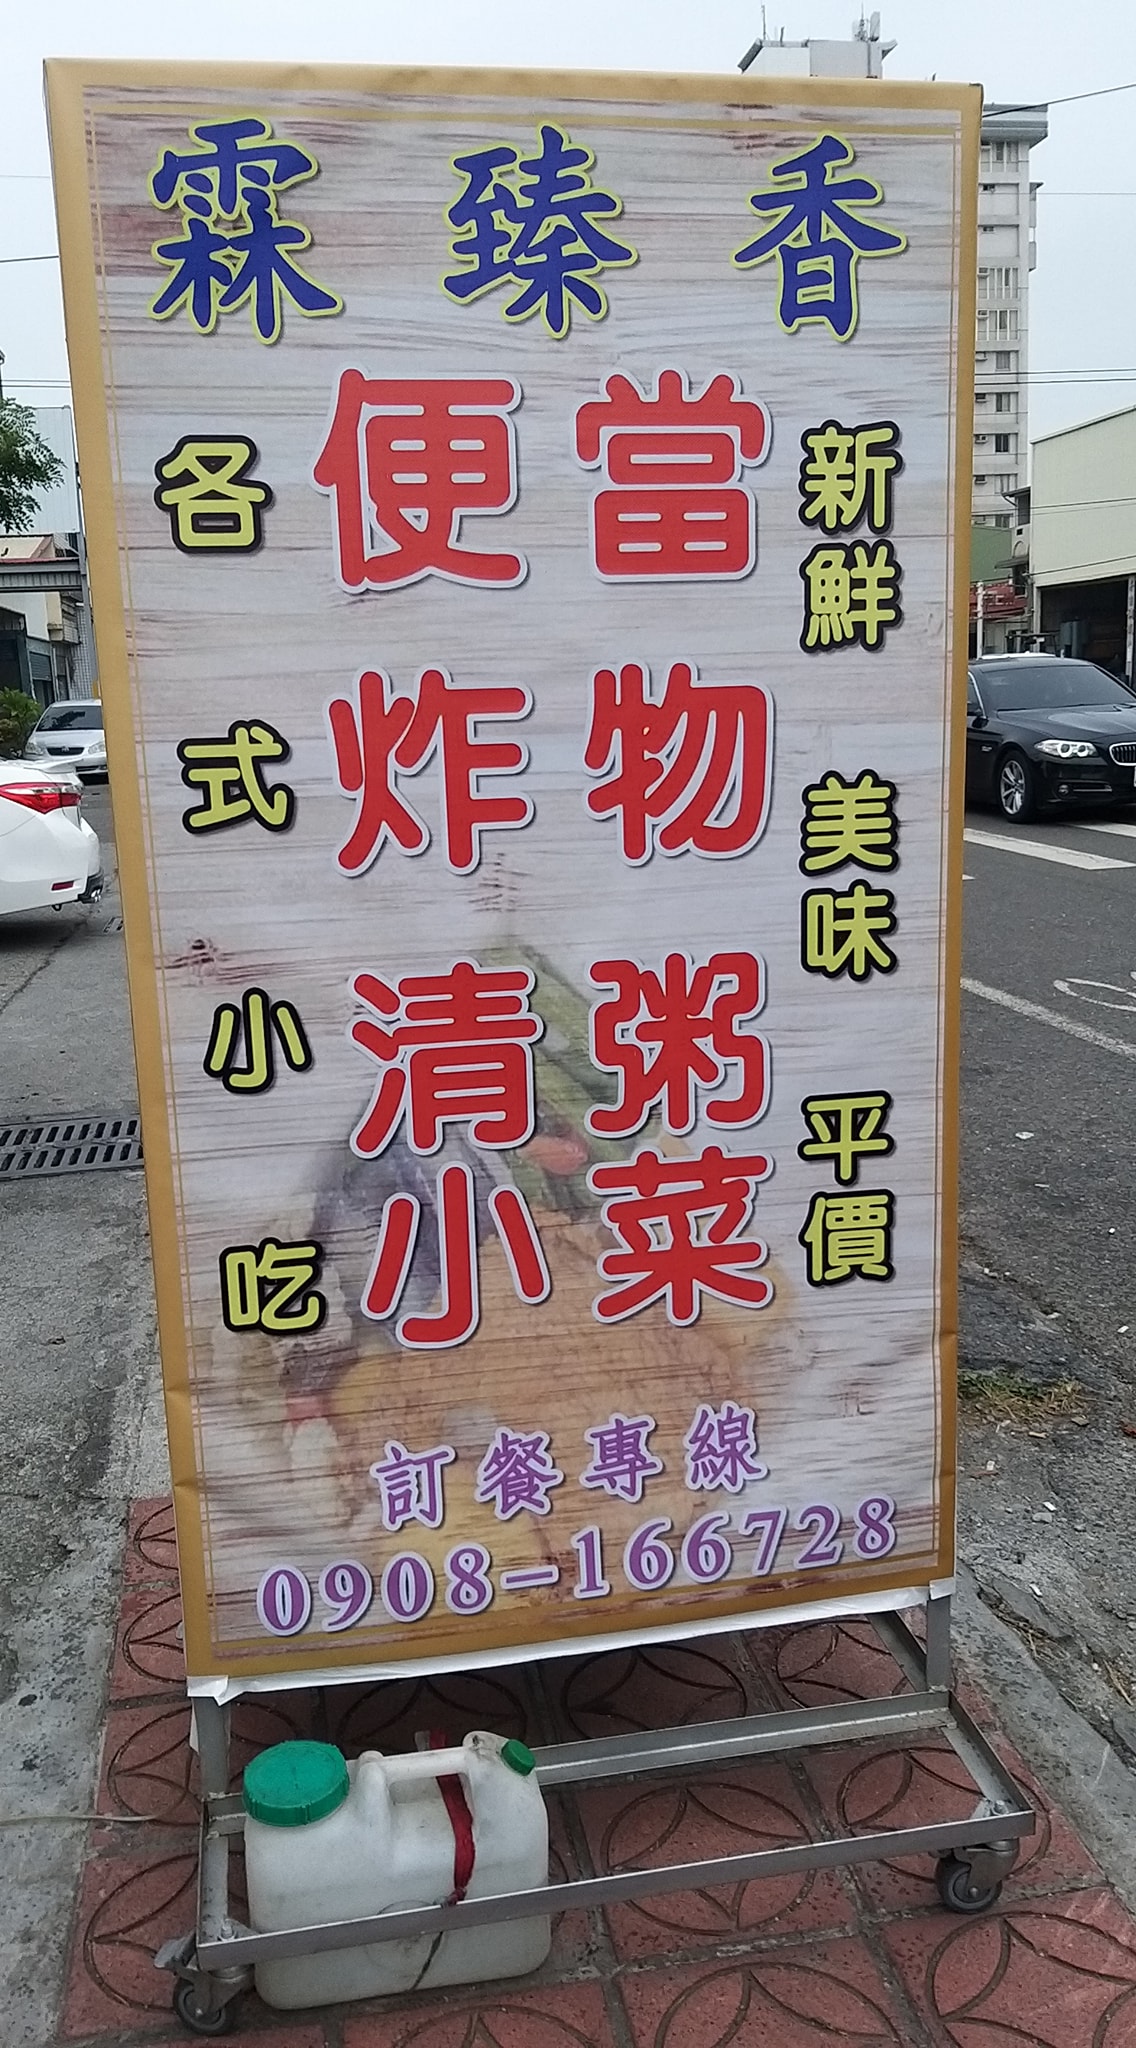 霖臻香
便當
炸物
清粥
小菜
新鮮 美味 平價
各式小吃
訂餐專線
0908-166728